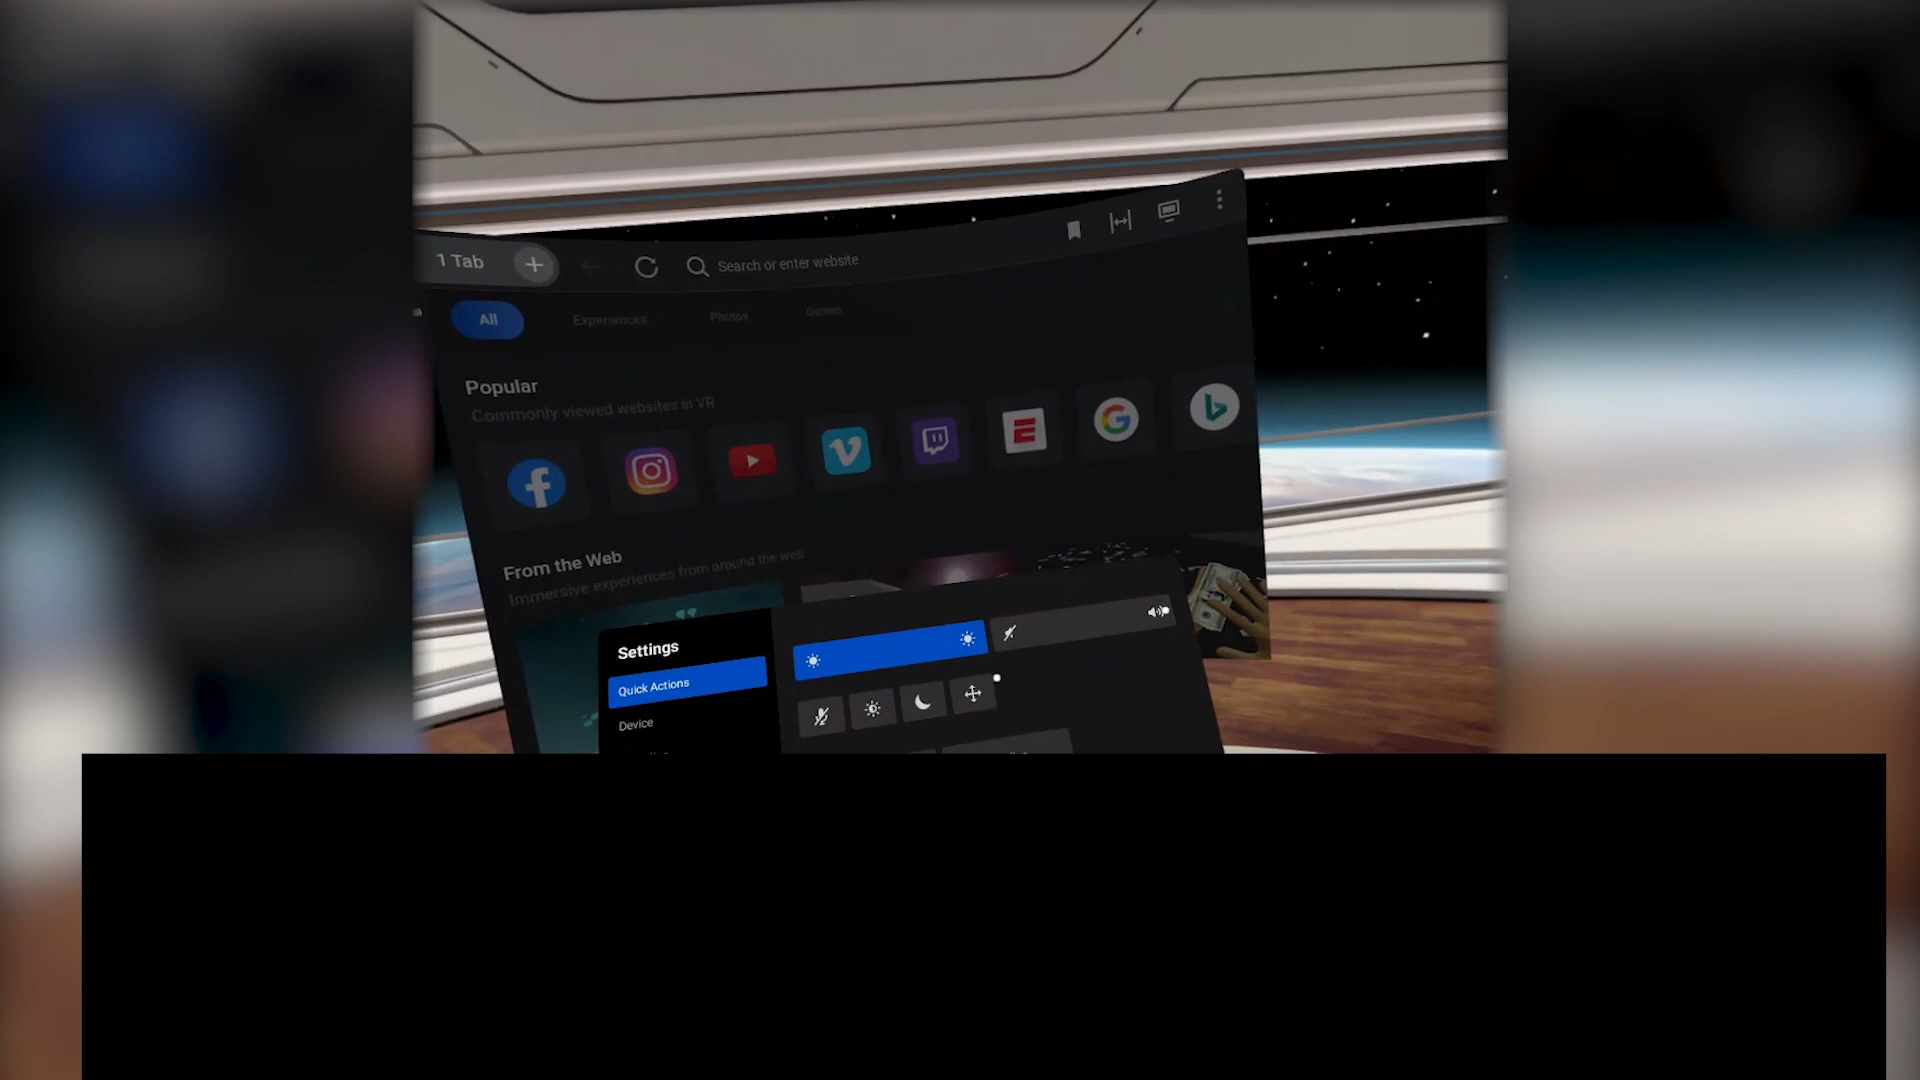 1 Tab
Search or enter website
All
Experiences
Photos
Games
Popular
Commonly viewed websites in VR
From the Web
Immersive experiences from around the web
Settings
Quick Actions
Device